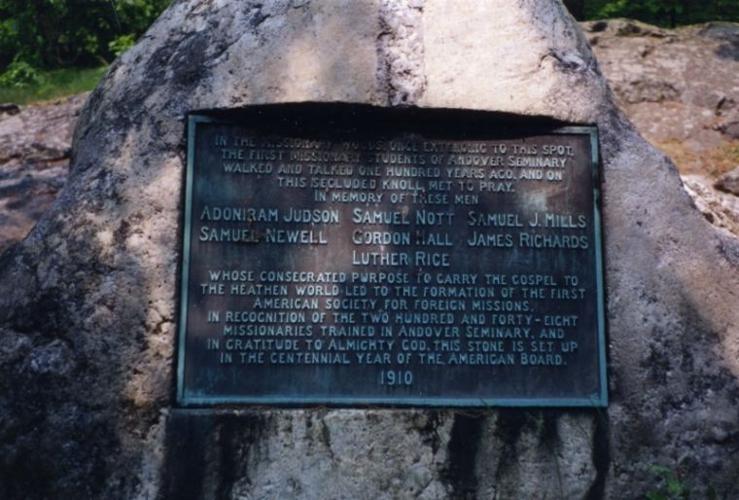 IN THE MISSIONARY WOODS, ONCE EXTENDING TO THIS SPOT,
THE FIRST MISSIONARY STUDENTS OF ANDOVER SEMINARY
WALKED AND TALKED ONE HUNDRED YEARS AGO, AND ON
THIS SECLUDED KNOLL MET TO PRAY.
IN MEMORY OF THESE MEN
ADONIRAM JUDSON SAMUEL NOTT SAMUEL J. MILLS
SAMUEL NEWELL GORDON HALL JAMES RICHARDS
LUTHER RICE
WHOSE CONSECRATED PURPOSE TO CARRY THE GOSPEL TO
THE HEATHEN WORLD LED TO THE FORMATION OF THE FIRST
AMERICAN SOCIETY FOR FOREIGN MISSIONS.
IN RECOGNITION OF THE TWO HUNDRED AND FORTY-EIGHT
MISSIONARIES TRAINED IN ANDOVER SEMINARY, AND
IN GRATITUDE TO ALMIGHTY GOD, THIS STONE IS SET UP
IN THE CENTENNIAL YEAR OF THE AMERICAN BOARD.
1910